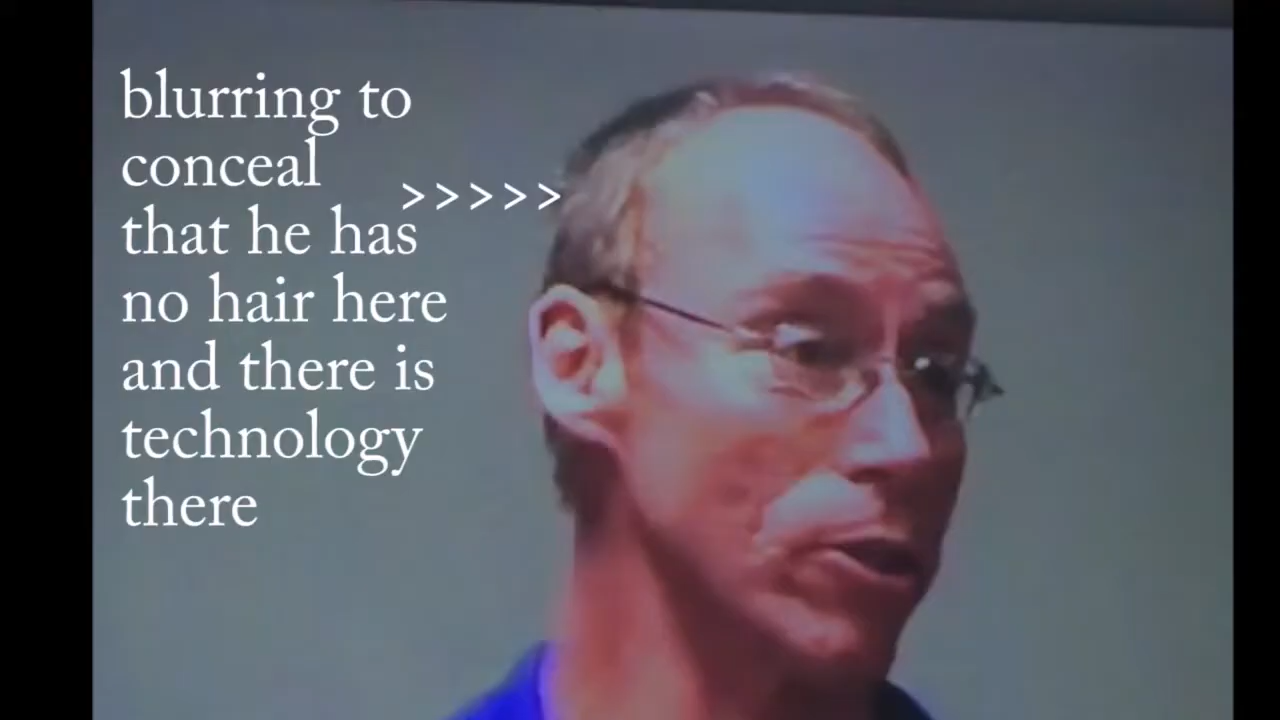 blurring to
conceal
>>>>>
that he has
no hair here
and there is
technology
there